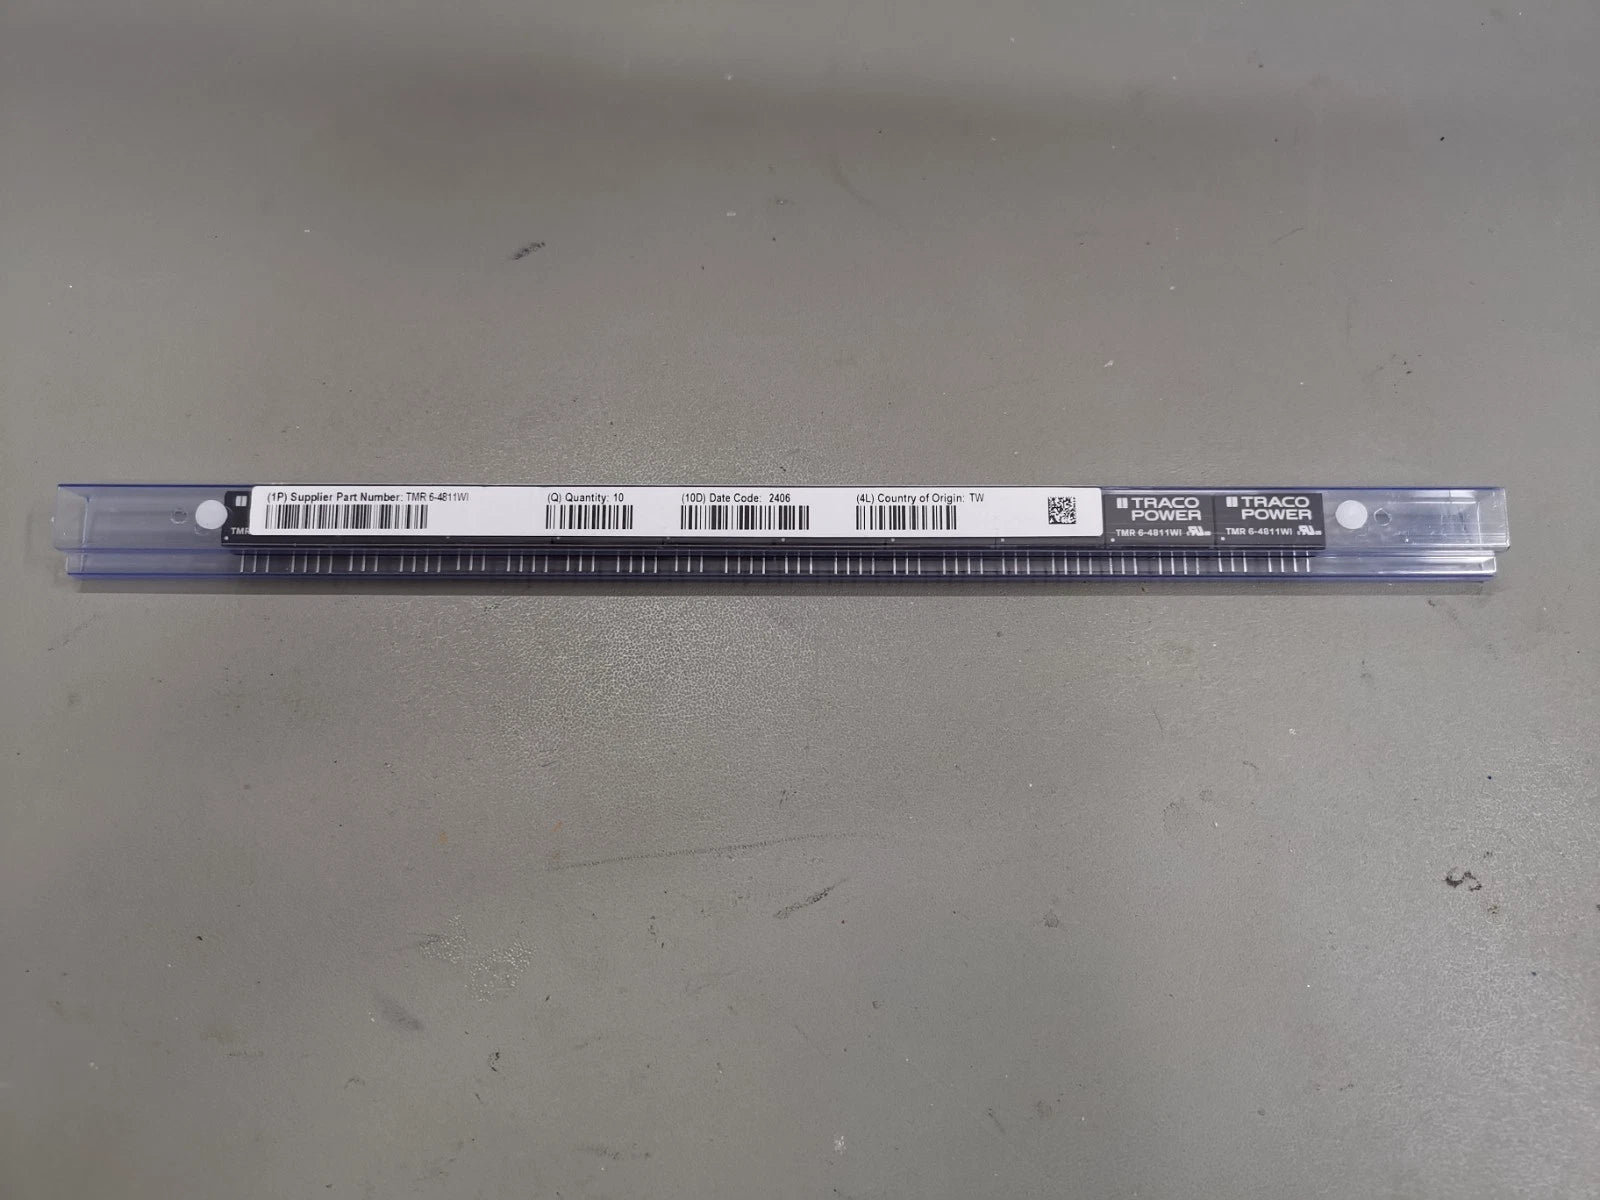 (1P) Supplier Part Number: TMR 6-4811WI
(Q) Quantity: 10
(10D) Date Code: 2406
(4L) Country of Origin: TW
TMR
TRACO
POWER
TMR 6-4811WI
TRACO
POWER
TMR 6-4811WI